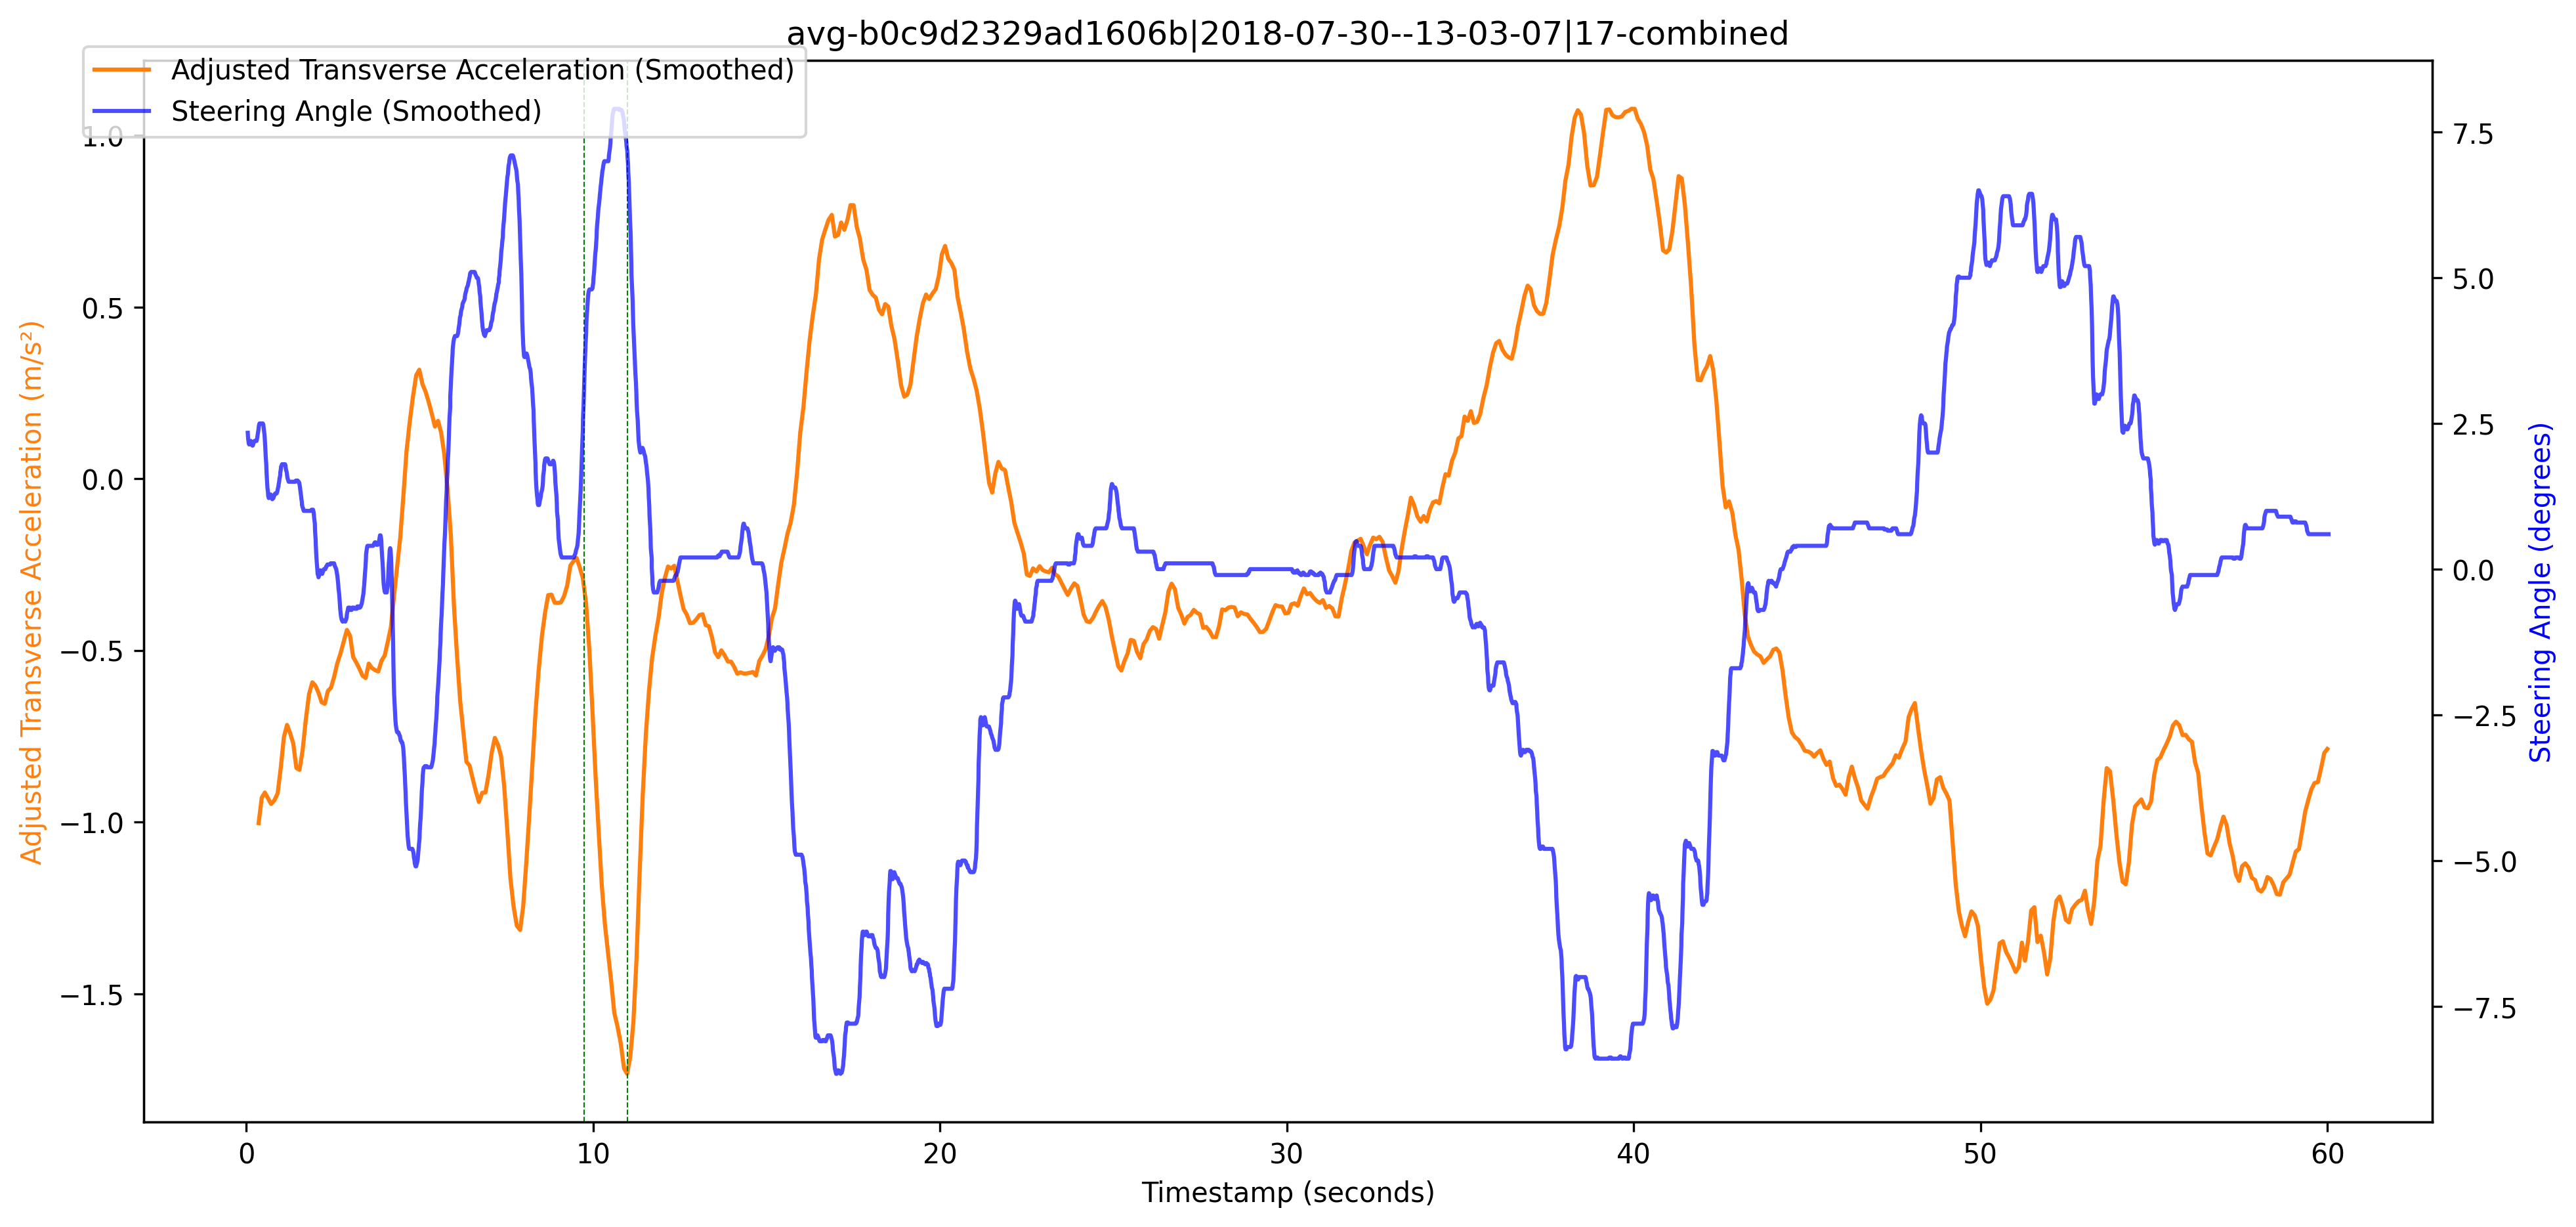 avg-b0c9d2329ad1606b|2018-07-30--13-03-07|17-combined
Adjusted Transverse Acceleration (Smoothed)
Steering Angle (Smoothed)
1.0
0.5
0.0
−0.5
−1.0
−1.5
Adjusted Transverse Acceleration (m/s²)
7.5
5.0
2.5
0.0
−2.5
−5.0
−7.5
Steering Angle (degrees)
0 10 20 30 40 50 60
Timestamp (seconds)